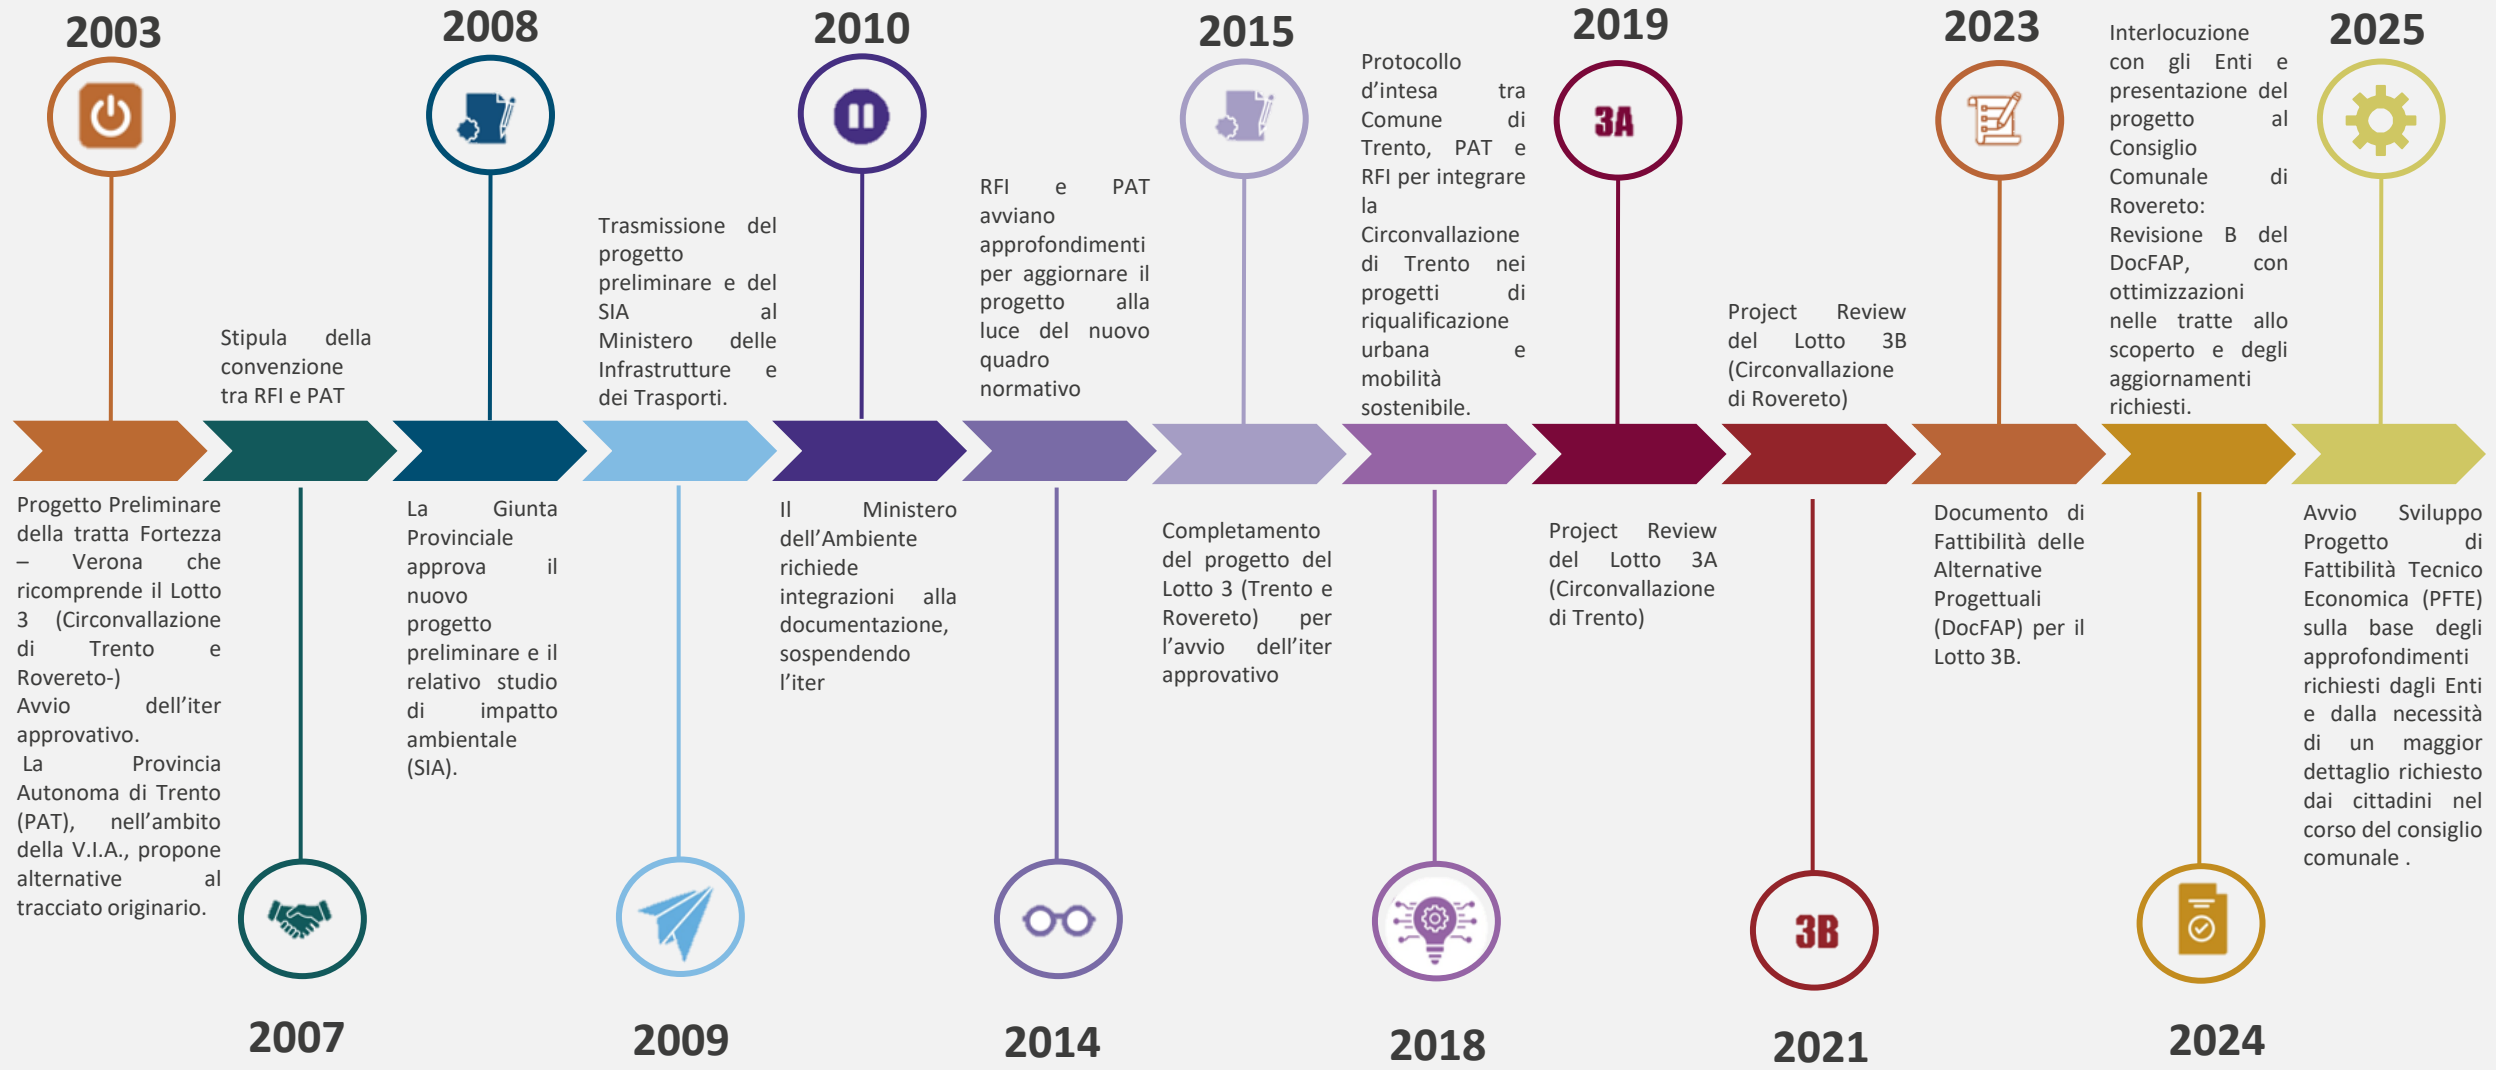 2003
Progetto Preliminare
della tratta Fortezza
– Verona che
ricomprende il Lotto
3 (Circonvallazione
di Trento e
Rovereto-)
Avvio dell'iter
approvativo.
La Provincia
Autonoma di Trento
(PAT), nell'ambito
della V.I.A., propone
alternative al
tracciato originario.
Stipula della
convenzione
tra RFI e PAT
2007
2008
La Giunta
Provinciale
approva il
nuovo
progetto
preliminare e il
relativo studio
di impatto
ambientale
(SIA).
Trasmissione del
progetto
preliminare e del
SIA al
Ministero delle
Infrastrutture e
dei Trasporti.
2009
2010
Il Ministero
dell'Ambiente
richiede
integrazioni alla
documentazione,
sospendendo
l'iter
RFI e PAT
avviano
approfondimenti
per aggiornare il
progetto alla
luce del nuovo
quadro
normativo
2014
2015
Completamento
del progetto del
Lotto 3 (Trento e
Rovereto) per
l'avvio dell'iter
approvativo
Protocollo
d'intesa tra
Comune di
Trento, PAT e
RFI per integrare
la
Circonvallazione
di Trento nei
progetti di
riqualificazione
urbana e
mobilità
sostenibile.
2018
2019
3A
Project Review
del Lotto 3A
(Circonvallazione
di Trento)
Project Review
del Lotto 3B
(Circonvallazione
di Rovereto)
3B
2021
2023
Documento di
Fattibilità delle
Alternative
Progettuali
(DocFAP) per il
Lotto 3B.
Interlocuzione
con gli Enti e
presentazione del
progetto al
Consiglio
Comunale di
Rovereto:
Revisione B del
DocFAP, con
ottimizzazioni
nelle tratte allo
scoperto e degli
aggiornamenti
richiesti.
2024
2025
Avvio Sviluppo
Progetto di
Fattibilità Tecnico
Economica (PFTE)
sulla base degli
approfondimenti
richiesti dagli Enti
e dalla necessità
di un maggior
dettaglio richiesto
dai cittadini nel
corso del consiglio
comunale .